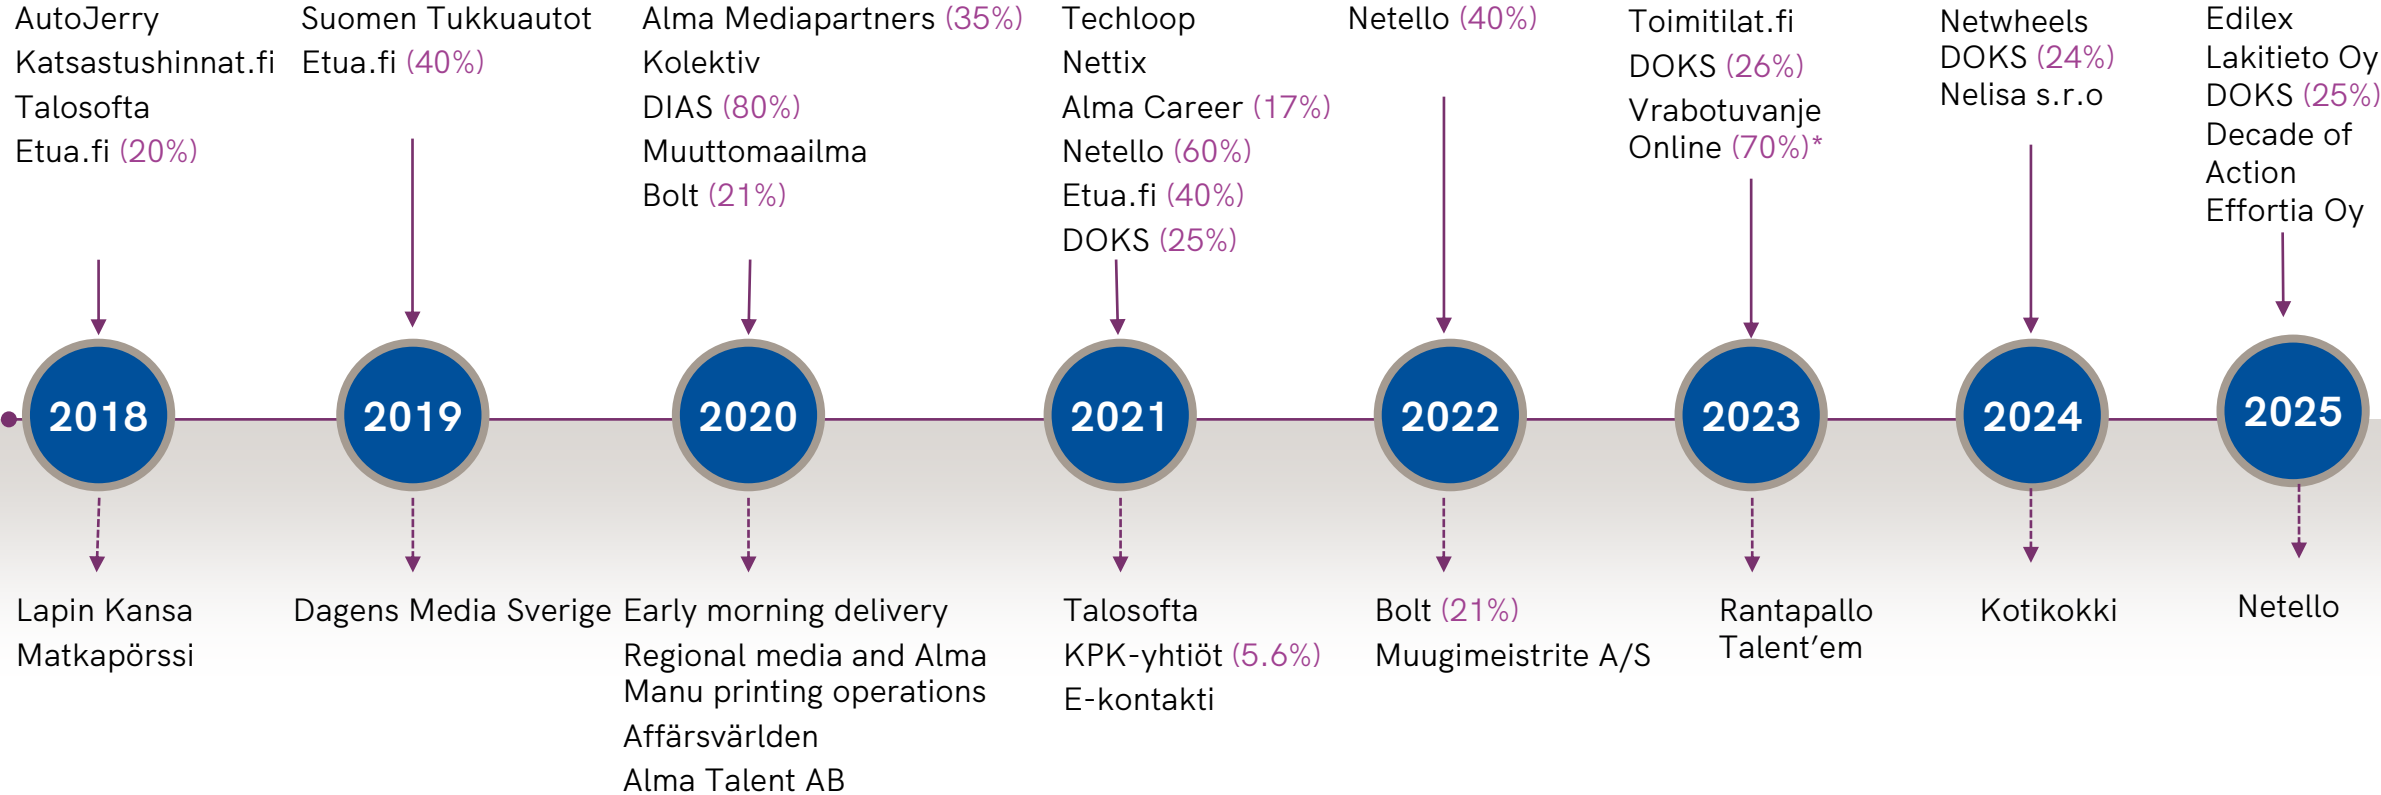 AutoJerry
Katsastushinnat.fi
Talosofta
Etua.fi (20%)
Suomen Tukkuautot
Etua.fi (40%)
Alma Mediapartners (35%)
Kolektiv
DIAS (80%)
Muuttomaailma
Bolt (21%)
Techloop
Nettix
Alma Career (17%)
Netello (60%)
Etua.fi (40%)
DOKS (25%)
Netello (40%)
Toimitilat.fi
DOKS (26%)
Vrabotuvanje
Online (70%)*
Netwheels
DOKS (24%)
Nelisa s.r.o
Edilex
Lakitieto Oy
DOKS (25%)
Decade of
Action
Effortia Oy
2018
2019
2020
2021
2022
2023
2024
2025
Lapin Kansa
Matkapörssi
Dagens Media Sverige
Early morning delivery
Regional media and Alma
Manu printing operations
Affärsvärlden
Alma Talent AB
Talosofta
KPK-yhtiöt (5.6%)
E-kontakti
Bolt (21%)
Muugimeistrite A/S
Rantapallo
Talent’em
Kotikokki
Netello